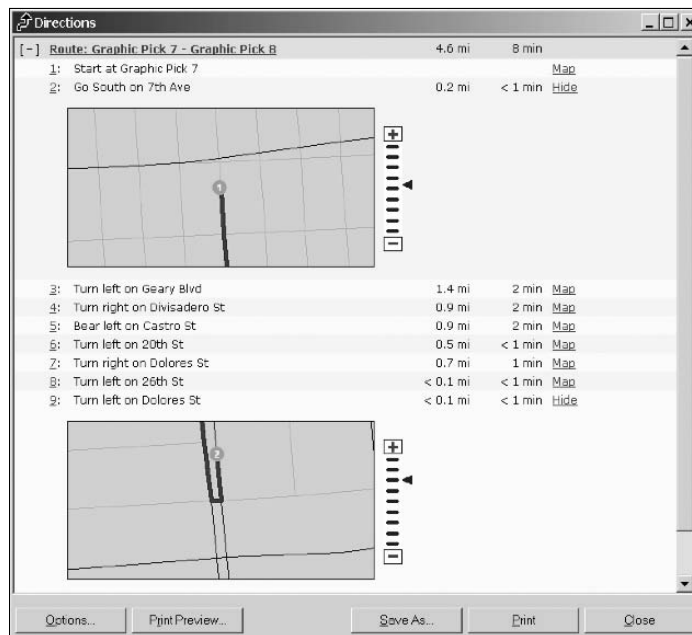 Directions
[-] Route: Graphic Pick 7 - Graphic Pick 8 4.6 mi 8 min
1: Start at Graphic Pick 7 Map
2: Go South on 7th Ave 0.2 mi < 1 min Hide
1
3: Turn left on Geary Blvd 1.4 mi 2 min Map
4: Turn right on Divisadero St 0.9 mi 2 min Map
5: Bear left on Castro St 0.9 mi 2 min Map
6: Turn left on 20th St 0.5 mi < 1 min Map
7: Turn right on Dolores St 0.7 mi 1 min Map
8: Turn left on 26th St < 0.1 mi < 1 min Map
9: Turn left on Dolores St < 0.1 mi < 1 min Hide
2
Options... Print Preview... Save As... Print Close